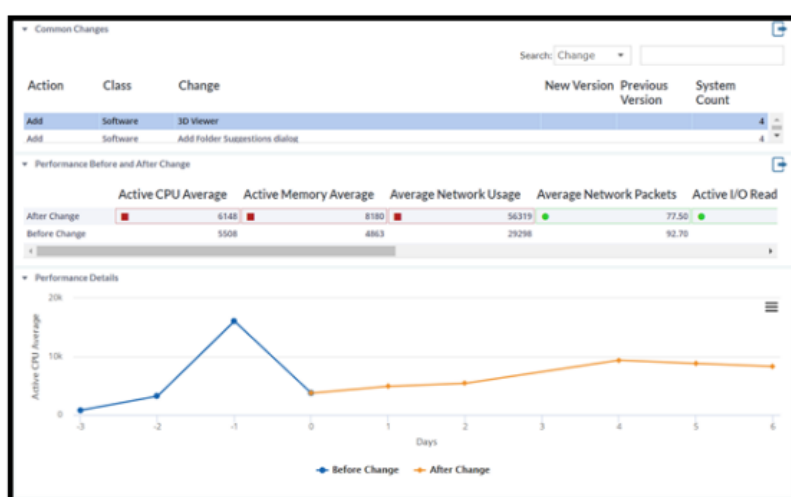 Common Changes
Search: Change
Action Class Change New Version Previous Version System Count
Add Software 3D Viewer 4
Add Software Add Folder Suggestions dialog 4
Performance Before and After Change
Active CPU Average Active Memory Average Average Network Usage Average Network Packets Active I/O Read
After Change 6148 8180 56319 77.50
Before Change 5508 4863 29298 92.70
Performance Details
Active CPU Average
20k
10k
0
-3 -2 -1 0 1 2 3 4 5 6
Days
Before Change After Change